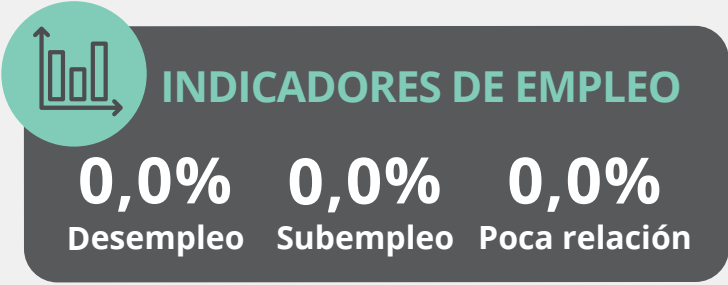 INDICADORES DE EMPLEO
0,0% 0,0% 0,0%
Desempleo Subempleo Poca relación